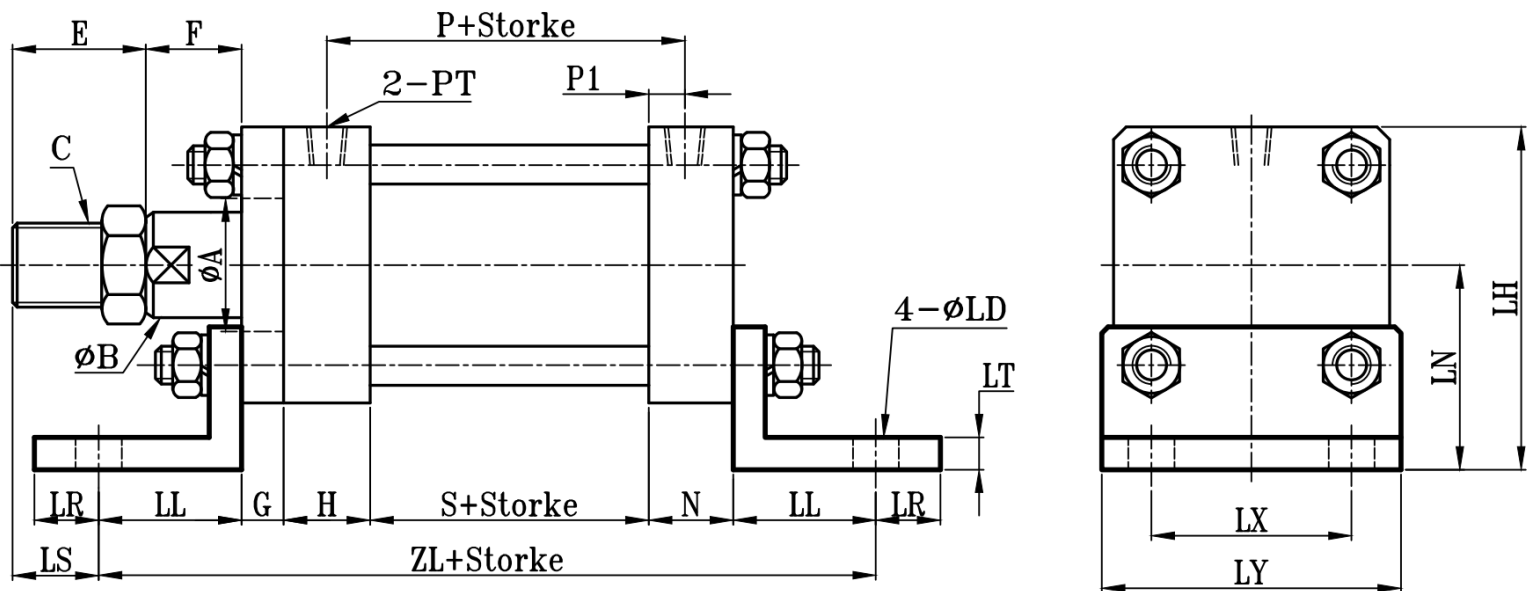 E
F
P+Storke
2-PT
P1
C
øA
øB
4-øLD
LT
LR
LL
G
H
S+Storke
N
LL
LR
LS
ZL+Storke
LH
LN
LX
LY